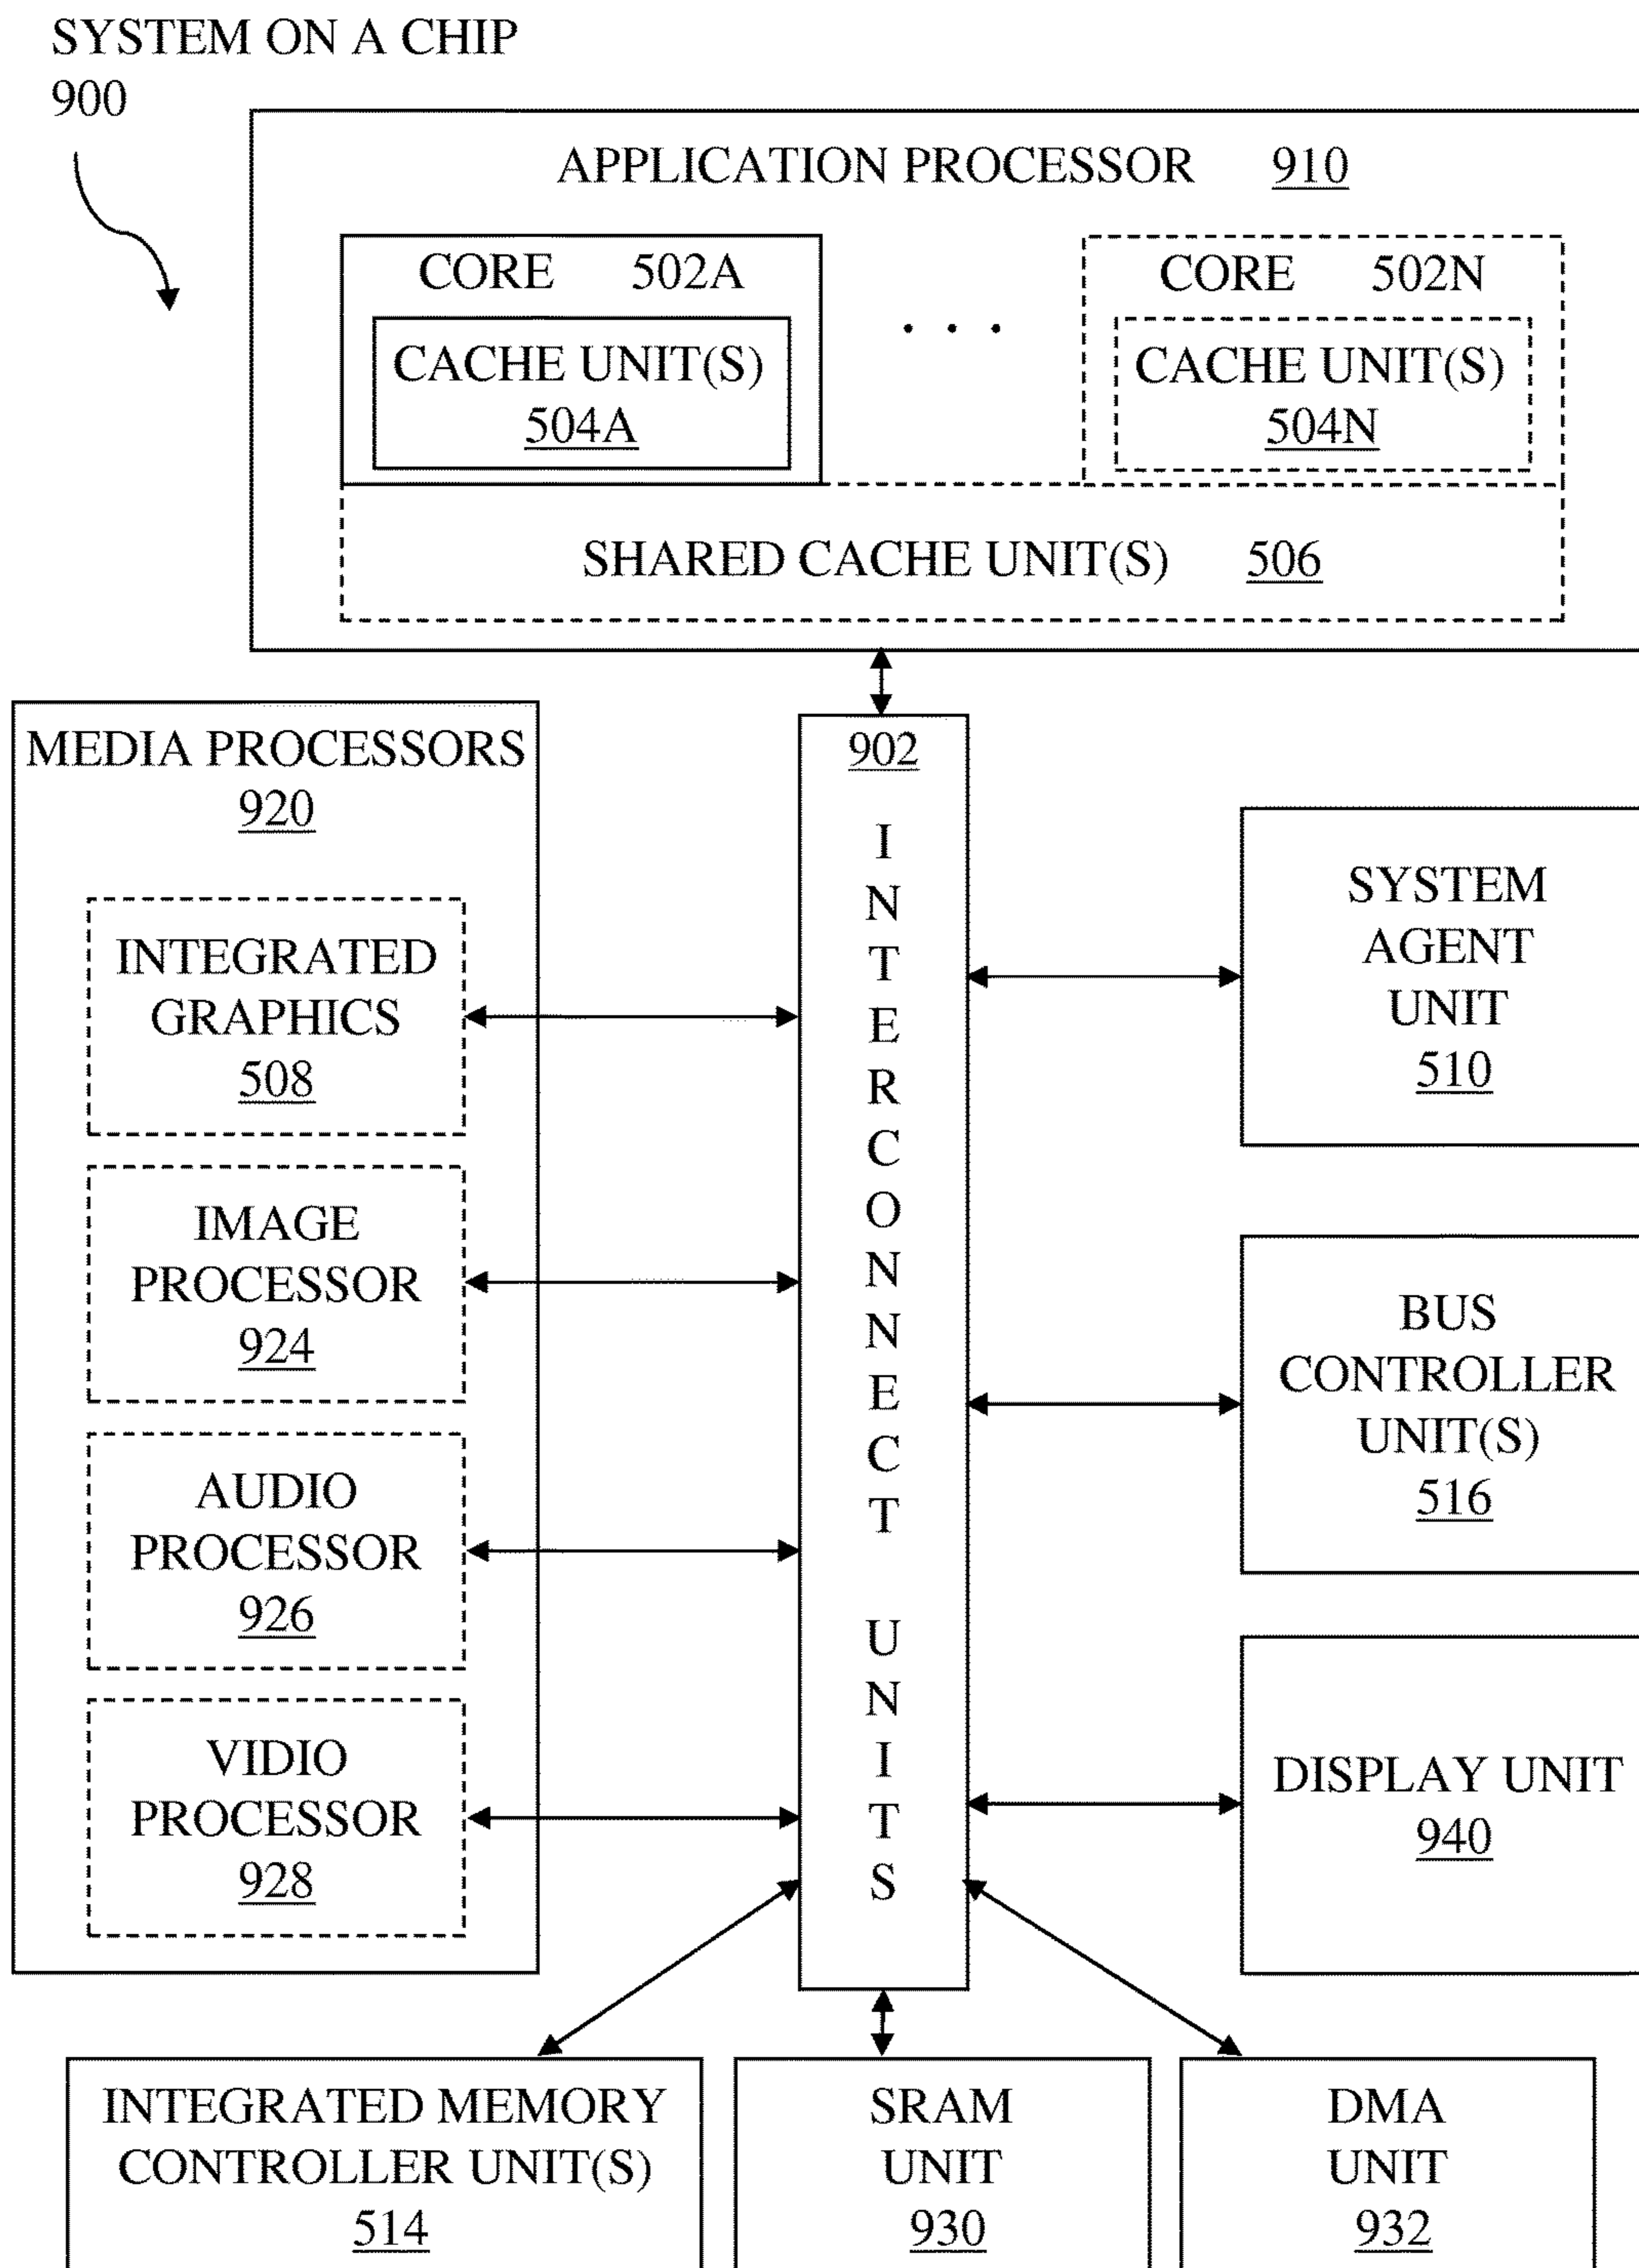 SYSTEM ON A CHIP
900
APPLICATION PROCESSOR 910
CORE 502A
CACHE UNIT(S)
504A
. . .
CORE 502N
CACHE UNIT(S)
504N
SHARED CACHE UNIT(S) 506
MEDIA PROCESSORS
920
INTEGRATED
GRAPHICS
508
IMAGE
PROCESSOR
924
AUDIO
PROCESSOR
926
VIDIO
PROCESSOR
928
902
INTERCONNECT UNITS
SYSTEM
AGENT
UNIT
510
BUS
CONTROLLER
UNIT(S)
516
DISPLAY UNIT
940
INTEGRATED MEMORY
CONTROLLER UNIT(S)
514
SRAM
UNIT
930
DMA
UNIT
932